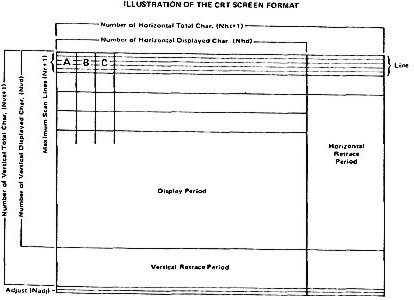 ILLUSTRATION OF THE CRT SCREEN FORMAT
Number of Horizontal Total Char. (Nht+1)
Number of Horizontal Displayed Char. (Nhd)
A B C
Line
Number of Vertical Total Char. (Nvt+1)
Number of Vertical Displayed Char. (Nvd)
Maximum Scan Lines (Nr+1)
Horizontal
Retrace
Period
Display Period
Vertical Retrace Period
Adjust (Nadj)